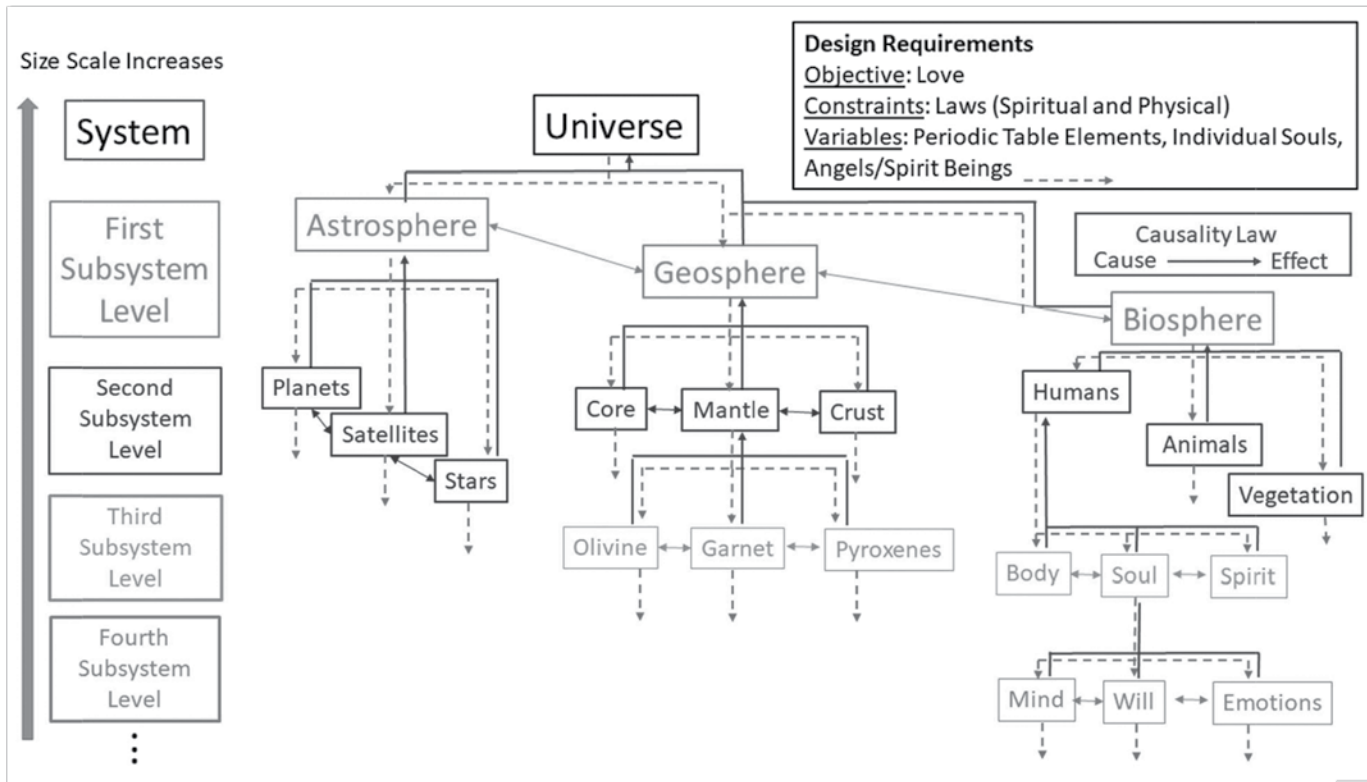 Size Scale Increases
System
First
Subsystem
Level
Second
Subsystem
Level
Third
Subsystem
Level
Fourth
Subsystem
Level
Universe
Design Requirements
Objective: Love
Constraints: Laws (Spiritual and Physical)
Variables: Periodic Table Elements, Individual Souls,
Angels/Spirit Beings
Causality Law
Cause Effect
Astrosphere
Geosphere
Biosphere
Planets
Satellites
Stars
Core
Mantle
Crust
Humans
Animals
Vegetation
Olivine
Garnet
Pyroxenes
Body
Soul
Spirit
Mind
Will
Emotions